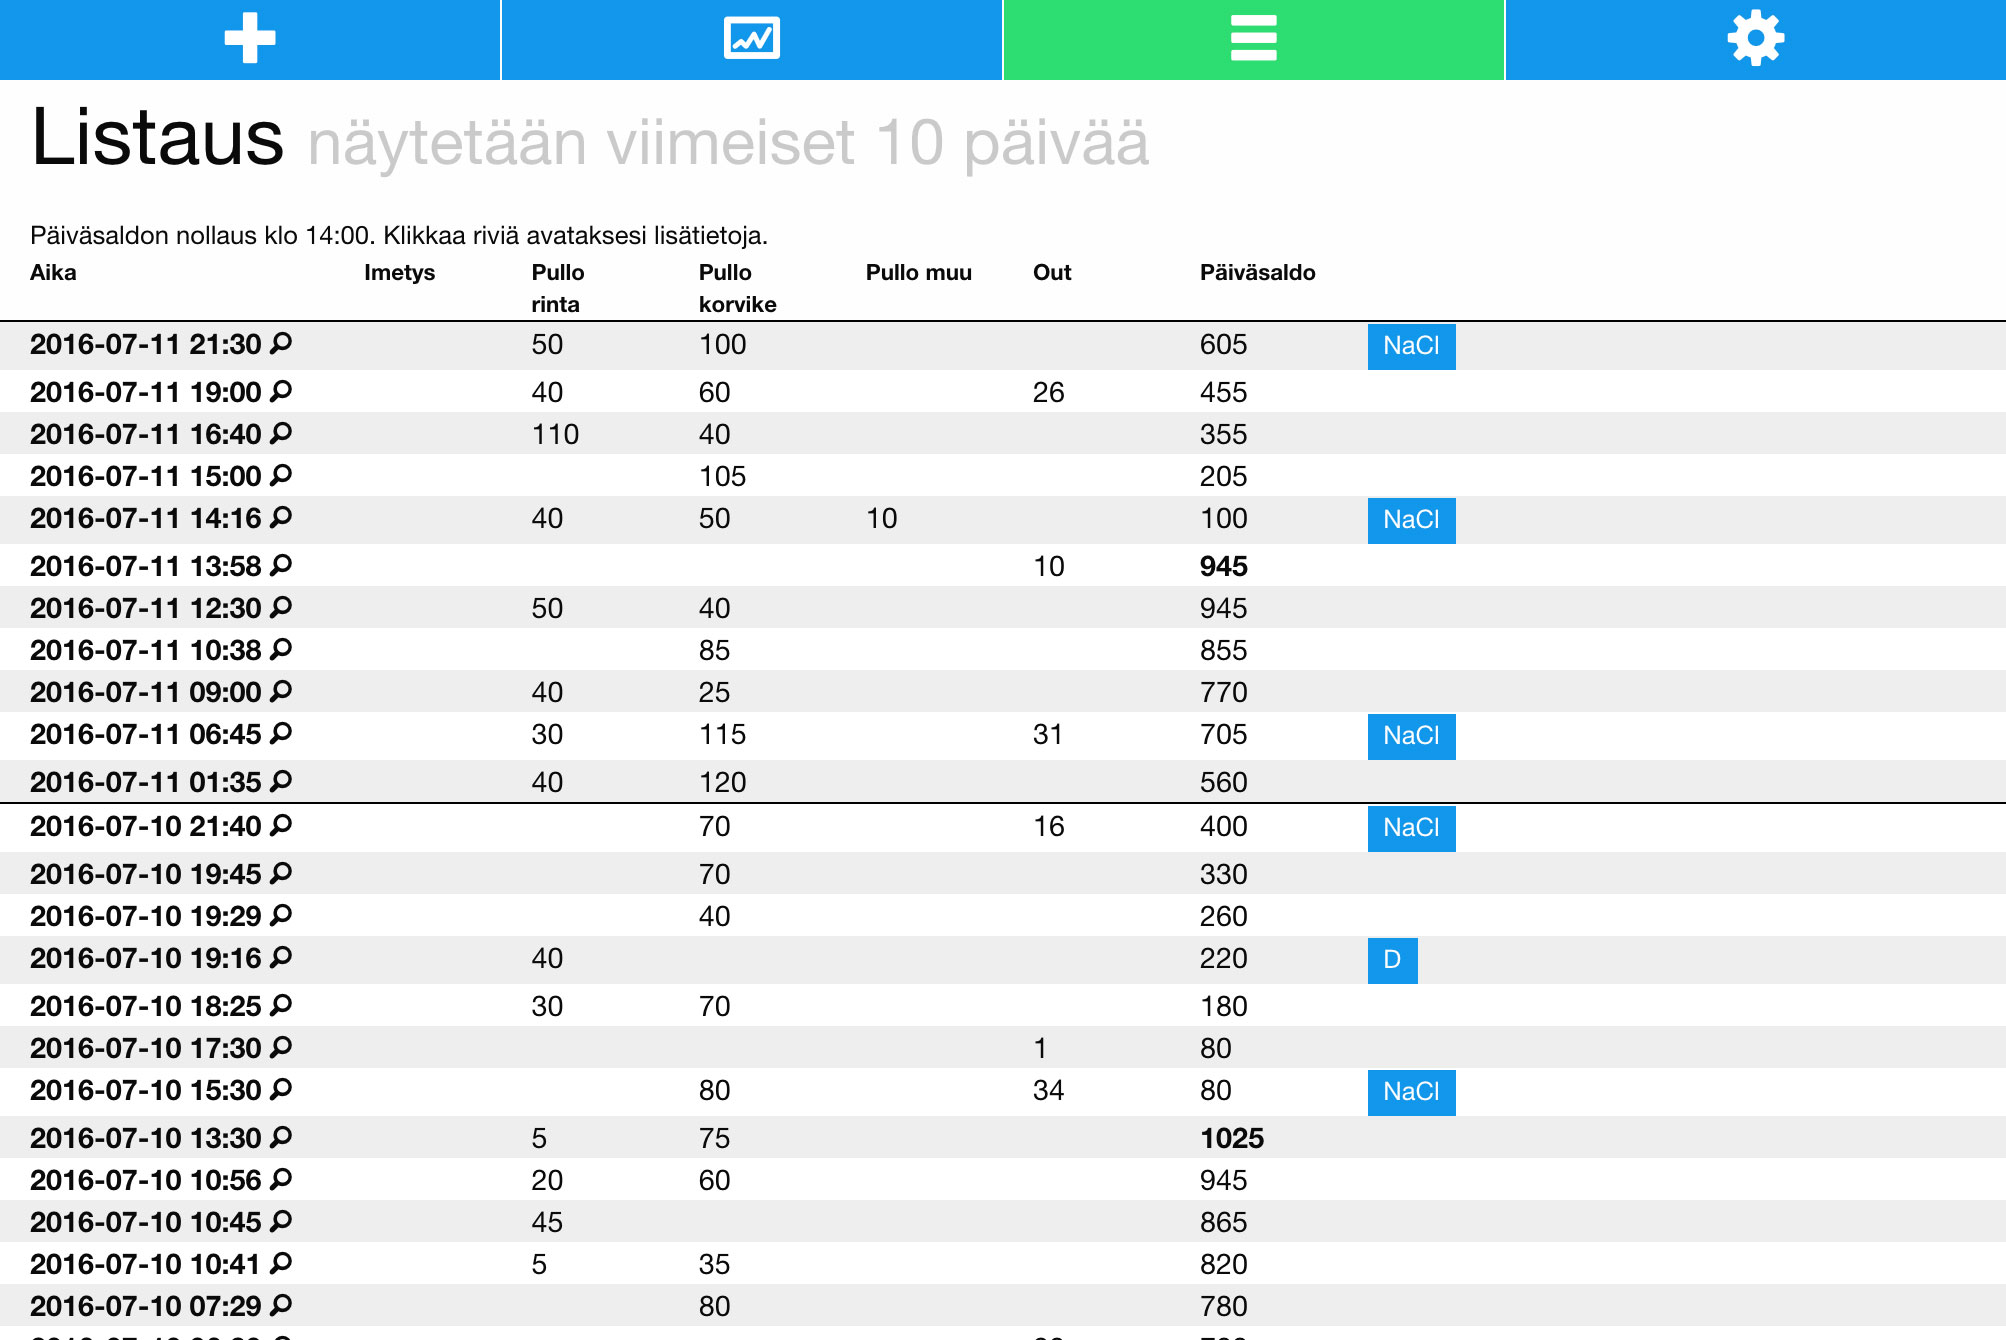 Listaus näytetään viimeiset 10 päivää
Päiväsaldon nollaus klo 14:00. Klikkaa riviä avataksesi lisätietoja.
Aika Imetys Pullo rinta Pullo korvike Pullo muu Out Päiväsaldo
2016-07-11 21:30 50 100 605 NaCl
2016-07-11 19:00 40 60 26 455
2016-07-11 16:40 110 40 355
2016-07-11 15:00 105 205
2016-07-11 14:16 40 50 10 100 NaCl
2016-07-11 13:58 10 945
2016-07-11 12:30 50 40 945
2016-07-11 10:38 85 855
2016-07-11 09:00 40 25 770
2016-07-11 06:45 30 115 31 705 NaCl
2016-07-11 01:35 40 120 560
2016-07-10 21:40 70 16 400 NaCl
2016-07-10 19:45 70 330
2016-07-10 19:29 40 260
2016-07-10 19:16 40 220 D
2016-07-10 18:25 30 70 180
2016-07-10 17:30 1 80
2016-07-10 15:30 80 34 80 NaCl
2016-07-10 13:30 5 75 1025
2016-07-10 10:56 20 60 945
2016-07-10 10:45 45 865
2016-07-10 10:41 5 35 820
2016-07-10 07:29 80 780